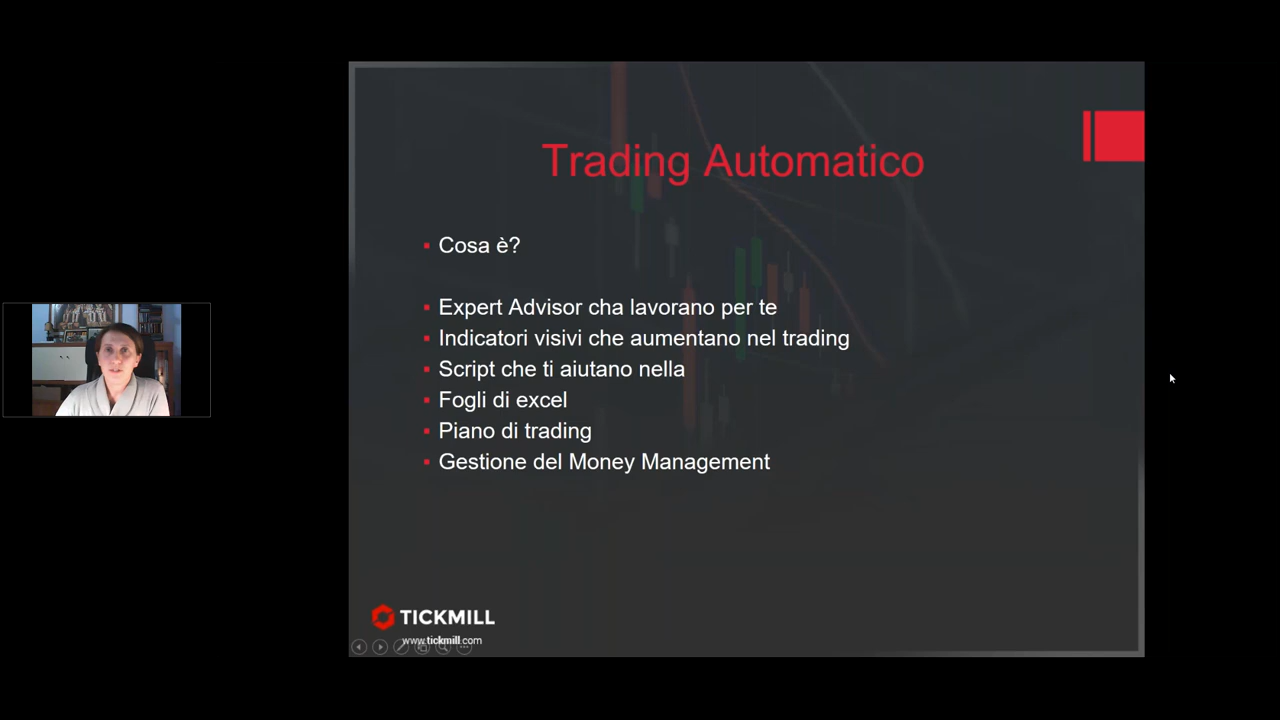 Trading Automatico
Cosa è?
Expert Advisor cha lavorano per te
Indicatori visivi che aumentano nel trading
Script che ti aiutano nella
Fogli di excel
Piano di trading
Gestione del Money Management
TICKMILL
www.tickmill.com